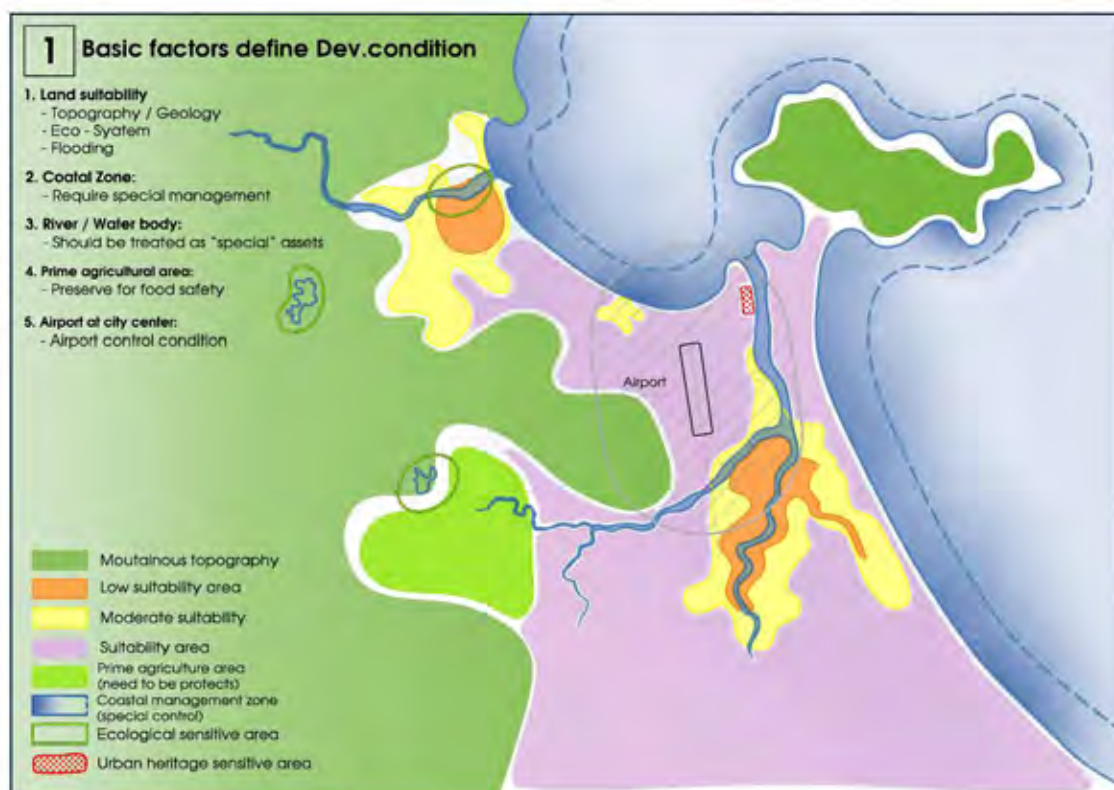 1 Basic factors define Dev.condition
1. Land suitability
- Topography / Geology
- Eco - Syatem
- Flooding
2. Coatal Zone:
- Require special management
3. River / Water body:
- Should be treated as "special" assets
4. Prime agricultural area:
- Preserve for food safety
5. Airport at city center:
- Airport control condition
Airport
Moutainous topography
Low suitability area
Moderate suitability
Suitability area
Prime agriculture area
(need to be protects)
Coastal management zone
(special control)
Ecological sensitive area
Urban heritage sensitive area